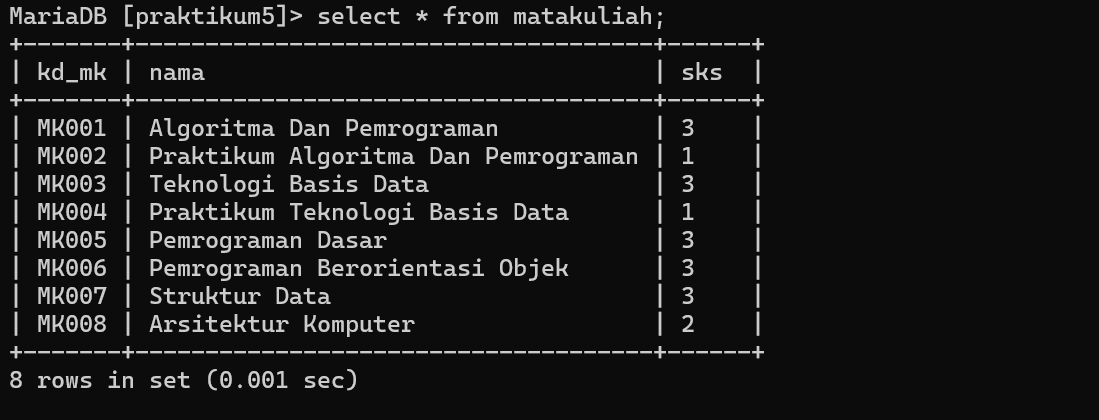 MariaDB [praktikum5]> select * from matakuliah;
+-------+------------------------------------+------+
| kd_mk | nama                               | sks  |
+-------+------------------------------------+------+
| MK001 | Algoritma Dan Pemrograman          | 3    |
| MK002 | Praktikum Algoritma Dan Pemrograman | 1    |
| MK003 | Teknologi Basis Data               | 3    |
| MK004 | Praktikum Teknologi Basis Data     | 1    |
| MK005 | Pemrograman Dasar                  | 3    |
| MK006 | Pemrograman Berorientasi Objek     | 3    |
| MK007 | Struktur Data                      | 3    |
| MK008 | Arsitektur Komputer                | 2    |
+-------+------------------------------------+------+
8 rows in set (0.001 sec)